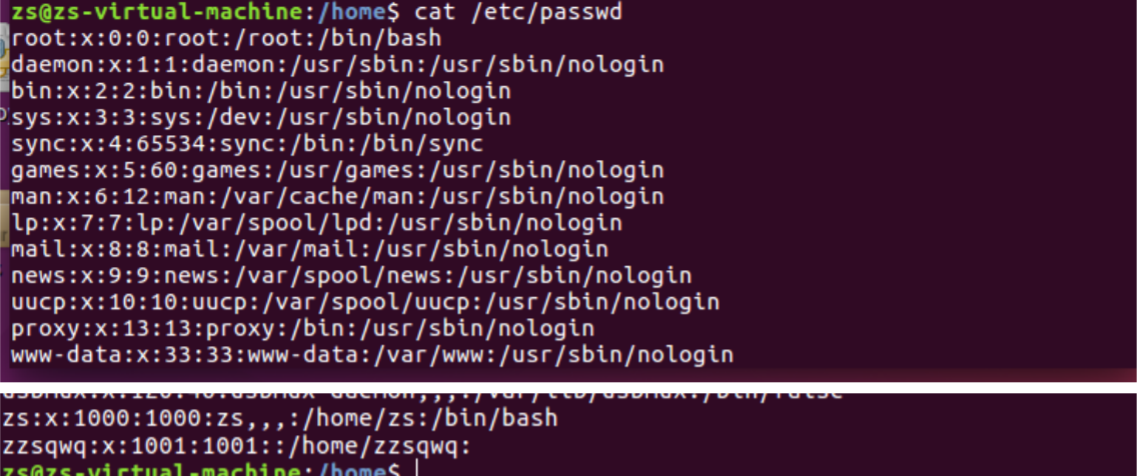 zs@zs-virtual-machine:/home$ cat /etc/passwd
root:x:0:0:root:/root:/bin/bash
daemon:x:1:1:daemon:/usr/sbin:/usr/sbin/nologin
bin:x:2:2:bin:/bin:/usr/sbin/nologin
sys:x:3:3:sys:/dev:/usr/sbin/nologin
sync:x:4:65534:sync:/bin:/bin/sync
games:x:5:60:games:/usr/games:/usr/sbin/nologin
man:x:6:12:man:/var/cache/man:/usr/sbin/nologin
lp:x:7:7:lp:/var/spool/lpd:/usr/sbin/nologin
mail:x:8:8:mail:/var/mail:/usr/sbin/nologin
news:x:9:9:news:/var/spool/news:/usr/sbin/nologin
uucp:x:10:10:uucp:/var/spool/uucp:/usr/sbin/nologin
proxy:x:13:13:proxy:/bin:/usr/sbin/nologin
www-data:x:33:33:www-data:/var/www:/usr/sbin/nologin
zs:x:1000:1000:zs,,,:/home/zs:/bin/bash
zzsqwq:x:1001:1001::/home/zzsqwq:
zs@zs-virtual-machine:/home$